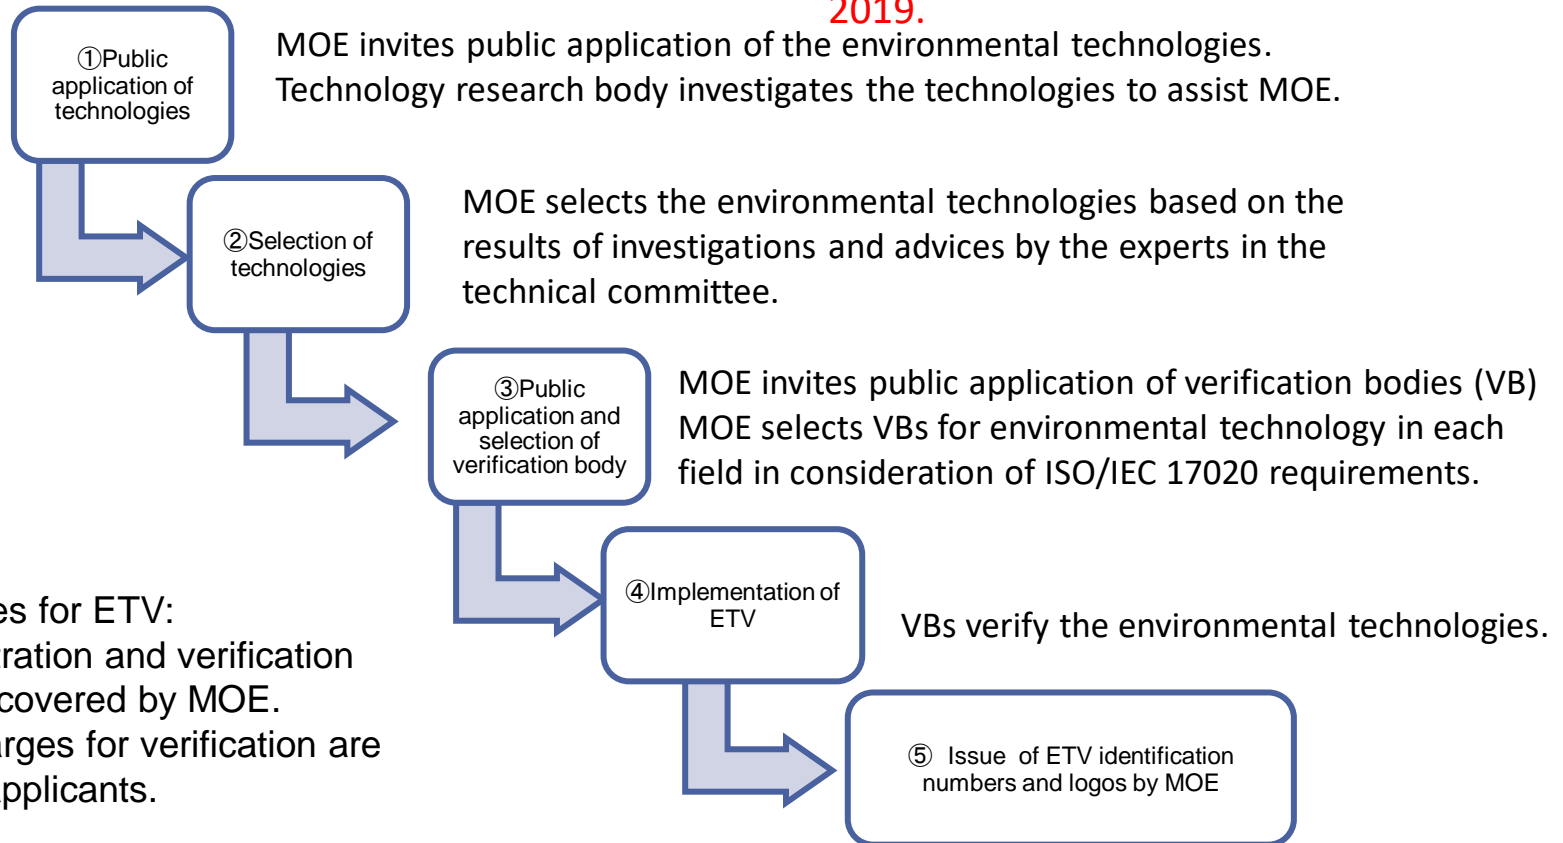 2019.
①Public
application of
technologies
MOE invites public application of the environmental technologies.
Technology research body investigates the technologies to assist MOE.
②Selection of
technologies
MOE selects the environmental technologies based on the
results of investigations and advices by the experts in the
technical committee.
③Public
application and
selection of
verification body
MOE invites public application of verification bodies (VB)
MOE selects VBs for environmental technology in each
field in consideration of ISO/IEC 17020 requirements.
④Implementation of
ETV
VBs verify the environmental technologies.
for ETV:
and verification
covered by MOE.
for verification are
⑤ Issue of ETV identification
numbers and logos by MOE